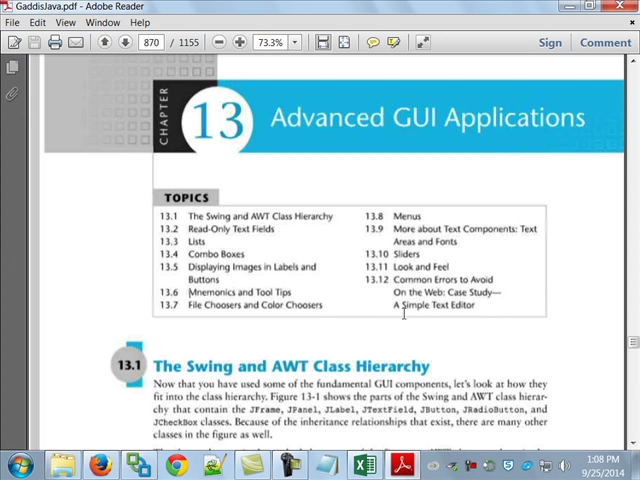 GaddisJava.pdf - Adobe Reader
File Edit View Window Help
870 / 1155 73.3% Sign Comment
CHAPTER
13 Advanced GUI Applications
TOPICS
13.1 The Swing and AWT Class Hierarchy
13.2 Read-Only Text Fields
13.3 Lists
13.4 Combo Boxes
13.5 Displaying Images in Labels and
Buttons
13.6 Mnemonics and Tool Tips
13.7 File Choosers and Color Choosers
13.8 Menus
13.9 More about Text Components: Text
Areas and Fonts
13.10 Sliders
13.11 Look and Feel
13.12 Common Errors to Avoid
On the Web: Case Study—
A Simple Text Editor
13.1 The Swing and AWT Class Hierarchy
Now that you have used some of the fundamental GUI components, let's look at how they
fit into the class hierarchy. Figure 13-1 shows the parts of the Swing and AWT class hierar-
chy that contain the JFrame, JPanel, JLabel, JTextField, JButton, JRadioButton, and
JCheckBox classes. Because of the inheritance relationships that exist, there are many other
classes in the figure as well.
1:08 PM
9/25/2014